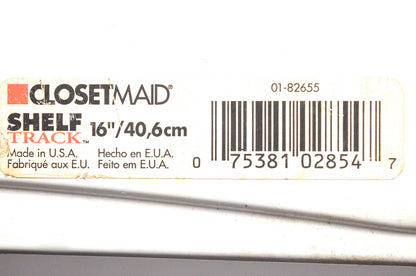 CLOSETMAID®
SHELF
TRACK™ 16"/40,6cm
Made in U.S.A. Hecho en E.U.A.
Fabriqué aux E.U. Feito em E.U.A.
01-82655
0 75381 02854 7